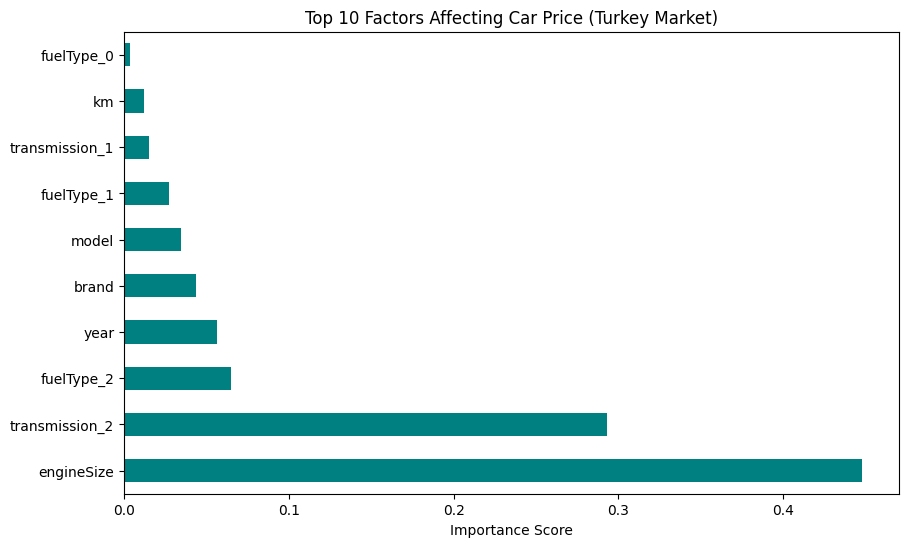 Top 10 Factors Affecting Car Price (Turkey Market)
fuelType_0
km
transmission_1
fuelType_1
model
brand
year
fuelType_2
transmission_2
engineSize
0.0 0.1 0.2 0.3 0.4
Importance Score